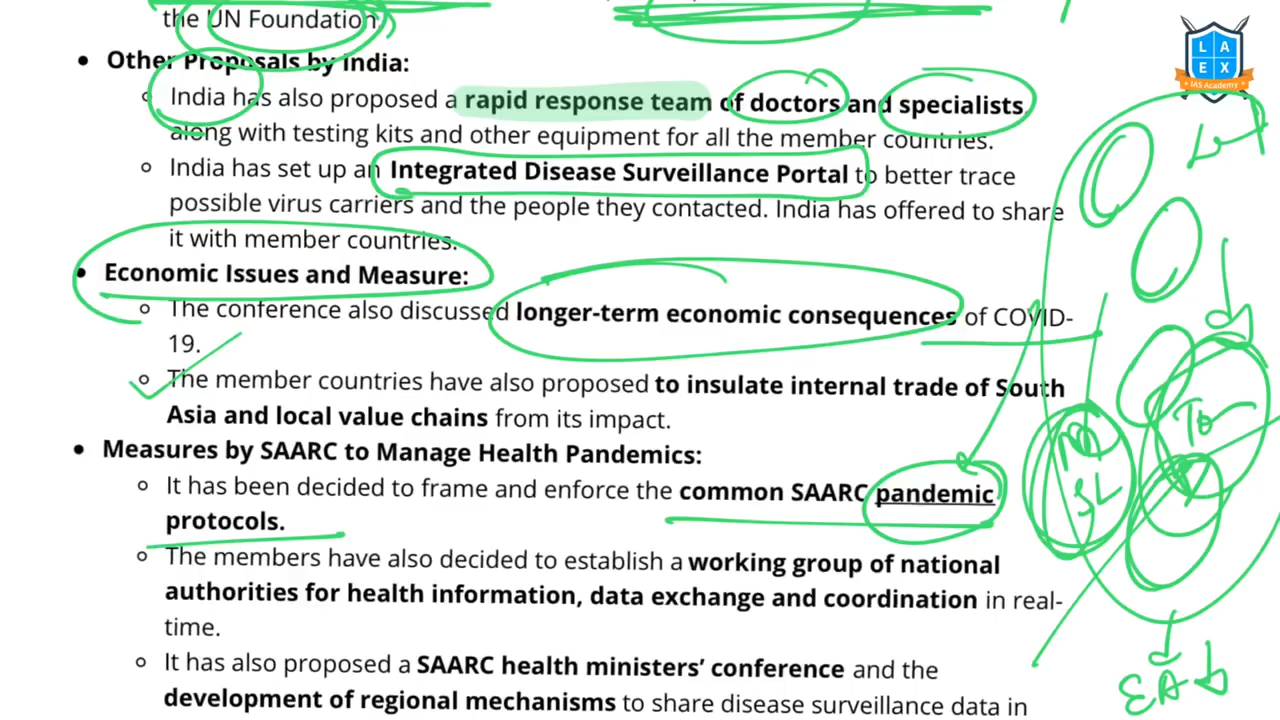 the UN Foundation
Other Proposals by India:
India has also proposed a rapid response team of doctors and specialists
along with testing kits and other equipment for all the member countries.
India has set up an Integrated Disease Surveillance Portal to better trace
possible virus carriers and the people they contacted. India has offered to share
it with member countries.
Economic Issues and Measure:
The conference also discussed longer-term economic consequences of COVID-
19.
The member countries have also proposed to insulate internal trade of South
Asia and local value chains from its impact.
Measures by SAARC to Manage Health Pandemics:
It has been decided to frame and enforce the common SAARC pandemic
protocols.
The members have also decided to establish a working group of national
authorities for health information, data exchange and coordination in real-
time.
It has also proposed a SAARC health ministers’ conference and the
development of regional mechanisms to share disease surveillance data in
L A
E X
MS Academy
SL
To